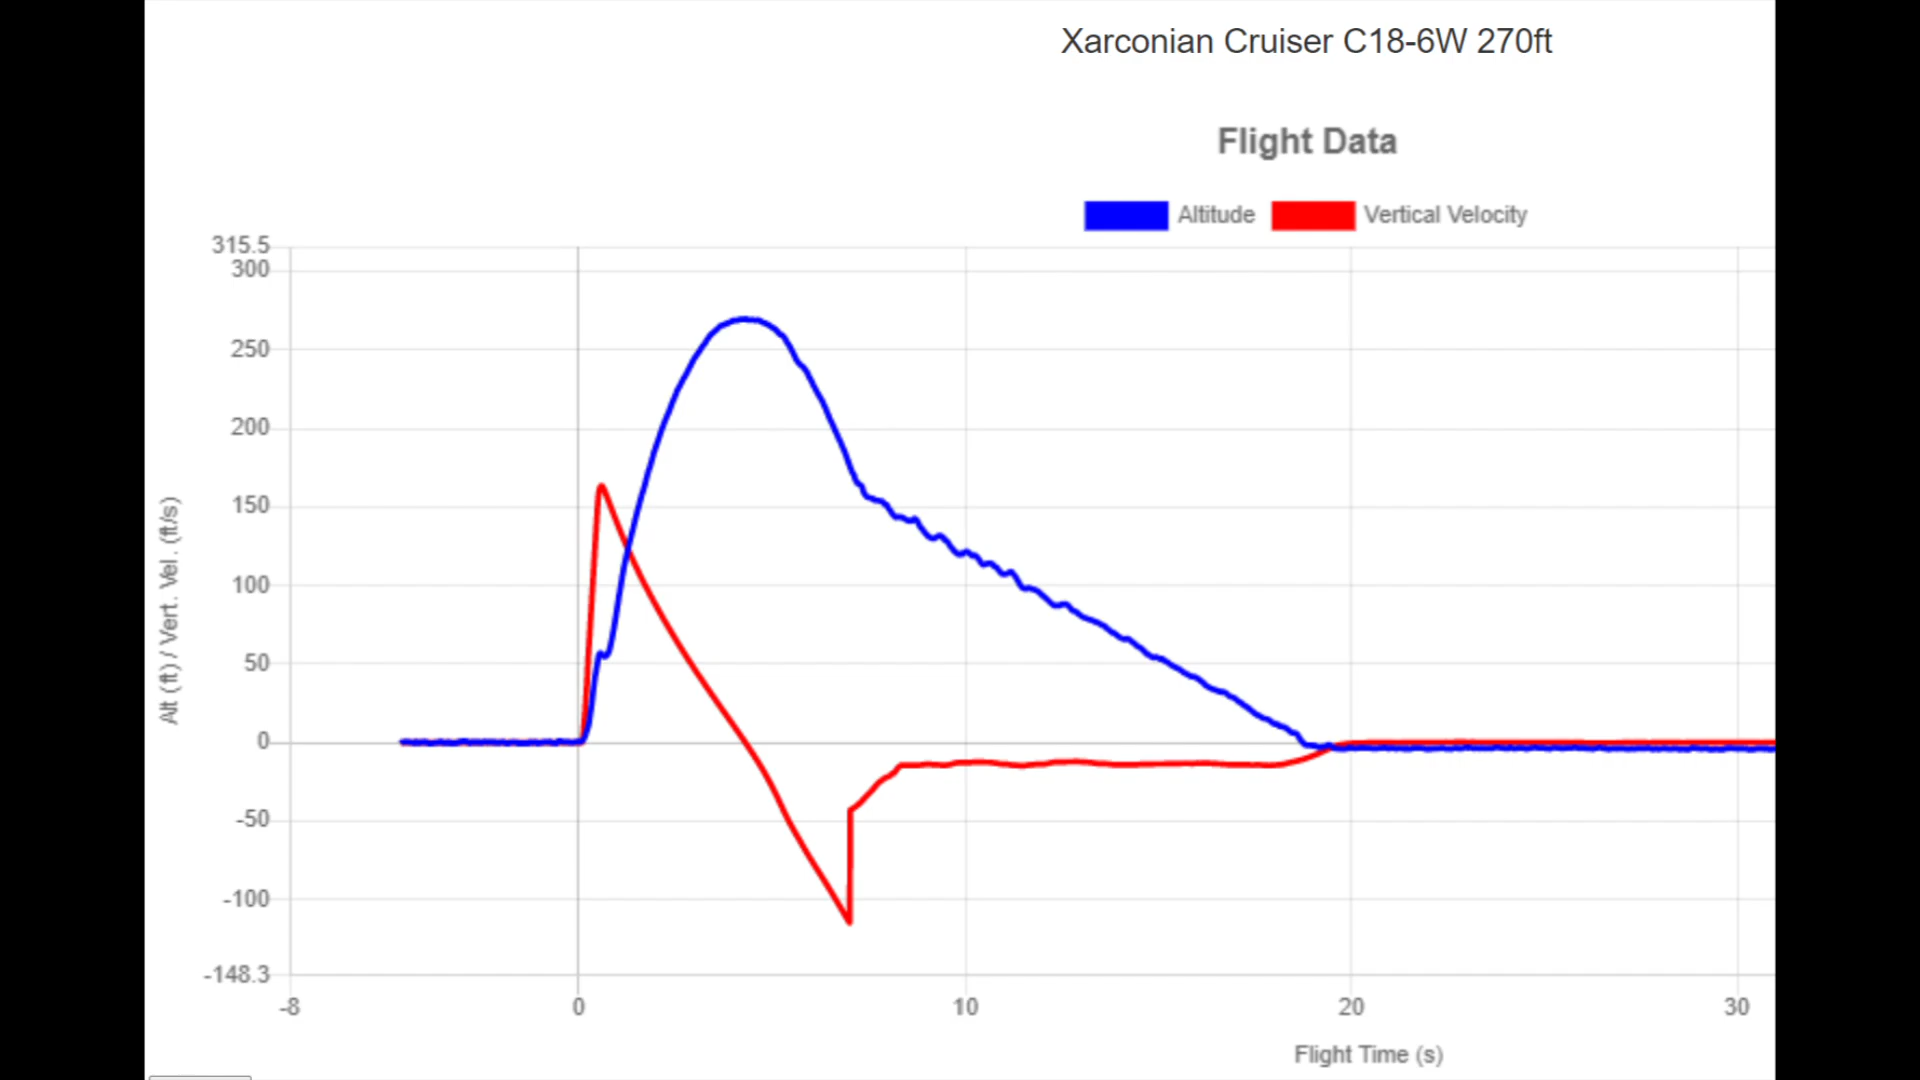 Xarconian Cruiser C18-6W 270ft
Flight Data
Altitude Vertical Velocity
315.5
300
250
200
150
100
50
0
-50
-100
-148.3
Alt (ft) / Vert. Vel. (ft/s)
-8 0 10 20 30
Flight Time (s)